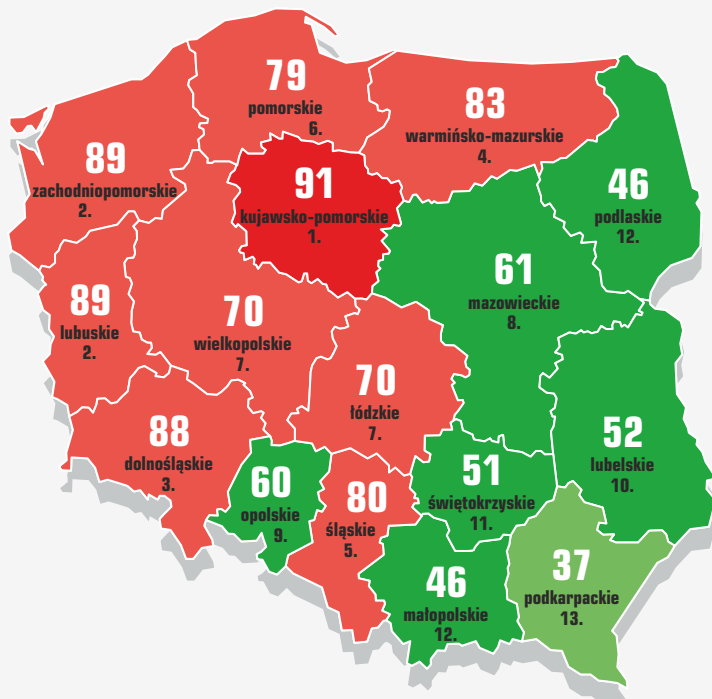 79
pomorskie
6.
83
warmińsko-mazurskie
4.
89
zachodniopomorskie
2.
91
kujawsko-pomorskie
1.
46
podlaskie
12.
61
mazowieckie
8.
89
lubuskie
2.
70
wielkopolskie
7.
70
łódzkie
7.
88
dolnośląskie
3.
52
lubelskie
10.
60
opolskie
9.
80
śląskie
5.
51
świętokrzyskie
11.
46
małopolskie
12.
37
podkarpackie
13.